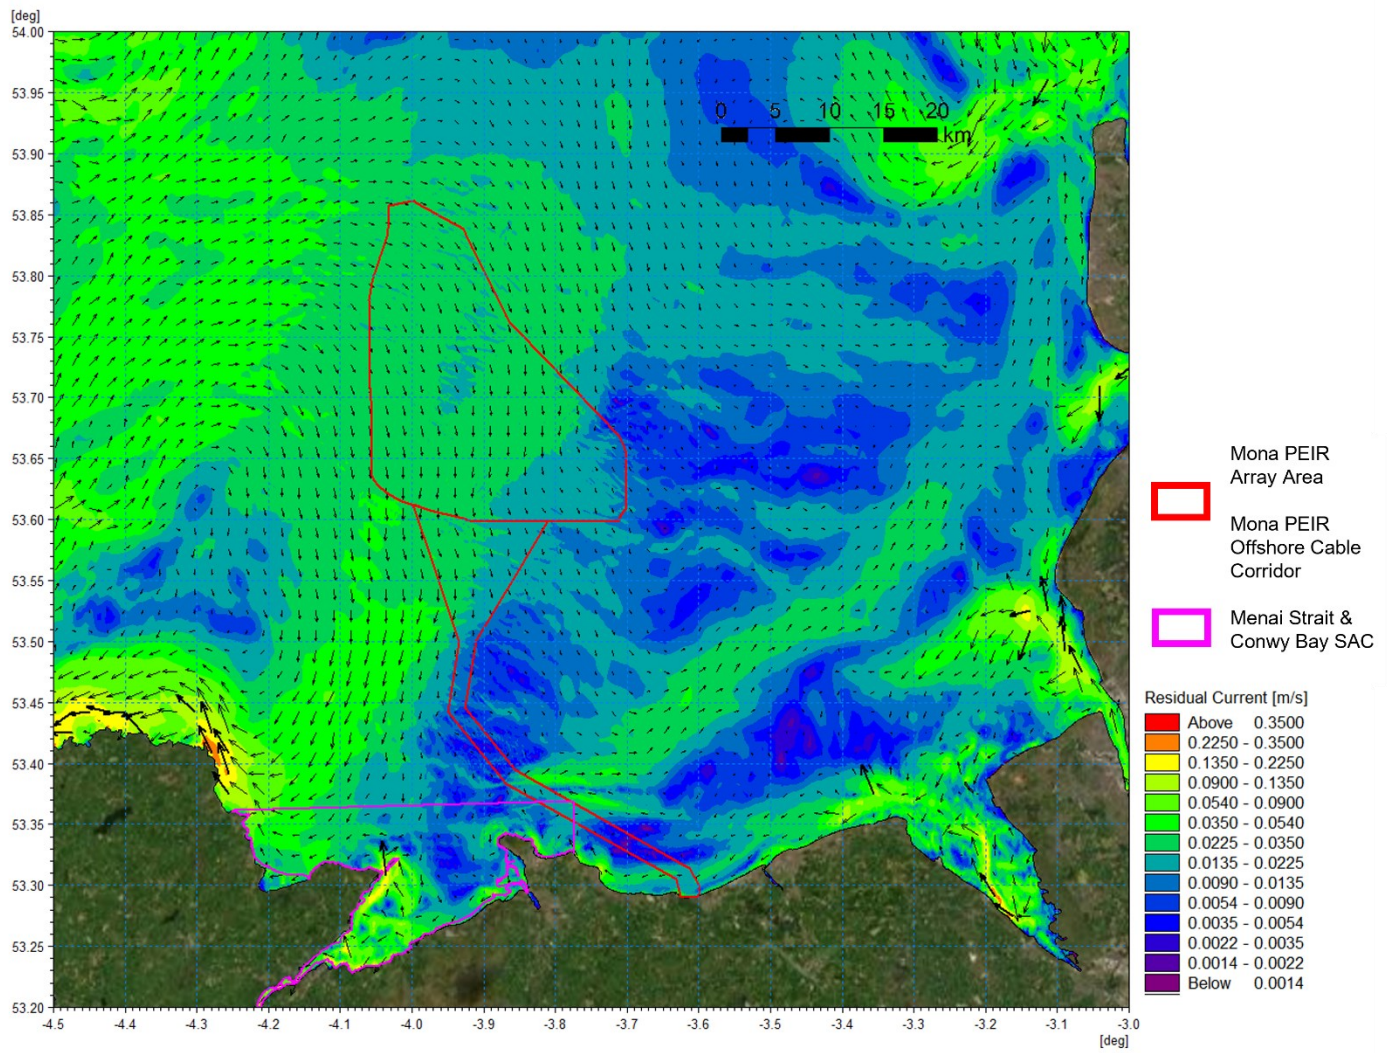 [deg]
54.00
53.95
53.90
53.85
53.80
53.75
53.70
53.65
53.60
53.55
53.50
53.45
53.40
53.35
53.30
53.25
53.20
0 5 10 15 20
km
-4.5 -4.4 -4.3 -4.2 -4.1 -4.0 -3.9 -3.8 -3.7 -3.6 -3.5 -3.4 -3.3 -3.2 -3.1 -3.0
[deg]
Mona PEIR
Array Area
Mona PEIR
Offshore Cable
Corridor
Menai Strait &
Conwy Bay SAC
Residual Current [m/s]
Above 0.3500
0.2250 - 0.3500
0.1350 - 0.2250
0.0900 - 0.1350
0.0540 - 0.0900
0.0350 - 0.0540
0.0225 - 0.0350
0.0135 - 0.0225
0.0090 - 0.0135
0.0054 - 0.0090
0.0035 - 0.0054
0.0022 - 0.0035
0.0014 - 0.0022
Below 0.0014